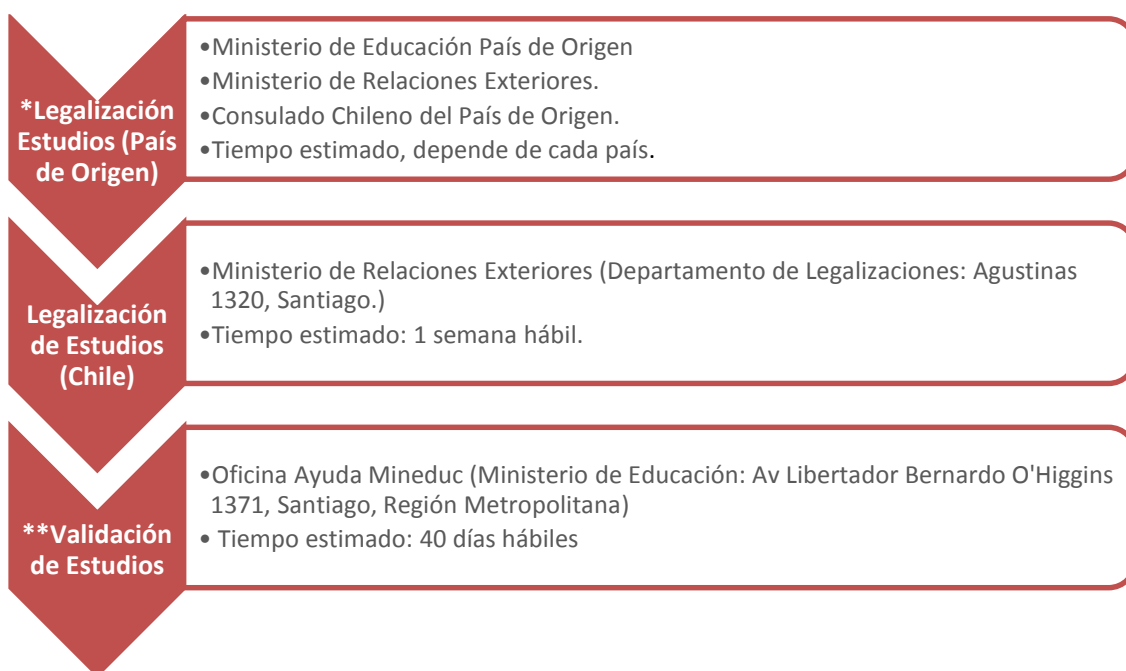 *Legalización
Estudios (País
de Origen)
•Ministerio de Educación País de Origen
•Ministerio de Relaciones Exteriores.
•Consulado Chileno del País de Origen.
•Tiempo estimado, depende de cada país.
Legalización
de Estudios
(Chile)
•Ministerio de Relaciones Exteriores (Departamento de Legalizaciones: Agustinas
1320, Santiago.)
•Tiempo estimado: 1 semana hábil.
**Validación
de Estudios
•Oficina Ayuda Mineduc (Ministerio de Educación: Av Libertador Bernardo O'Higgins
1371, Santiago, Región Metropolitana)
• Tiempo estimado: 40 días hábiles